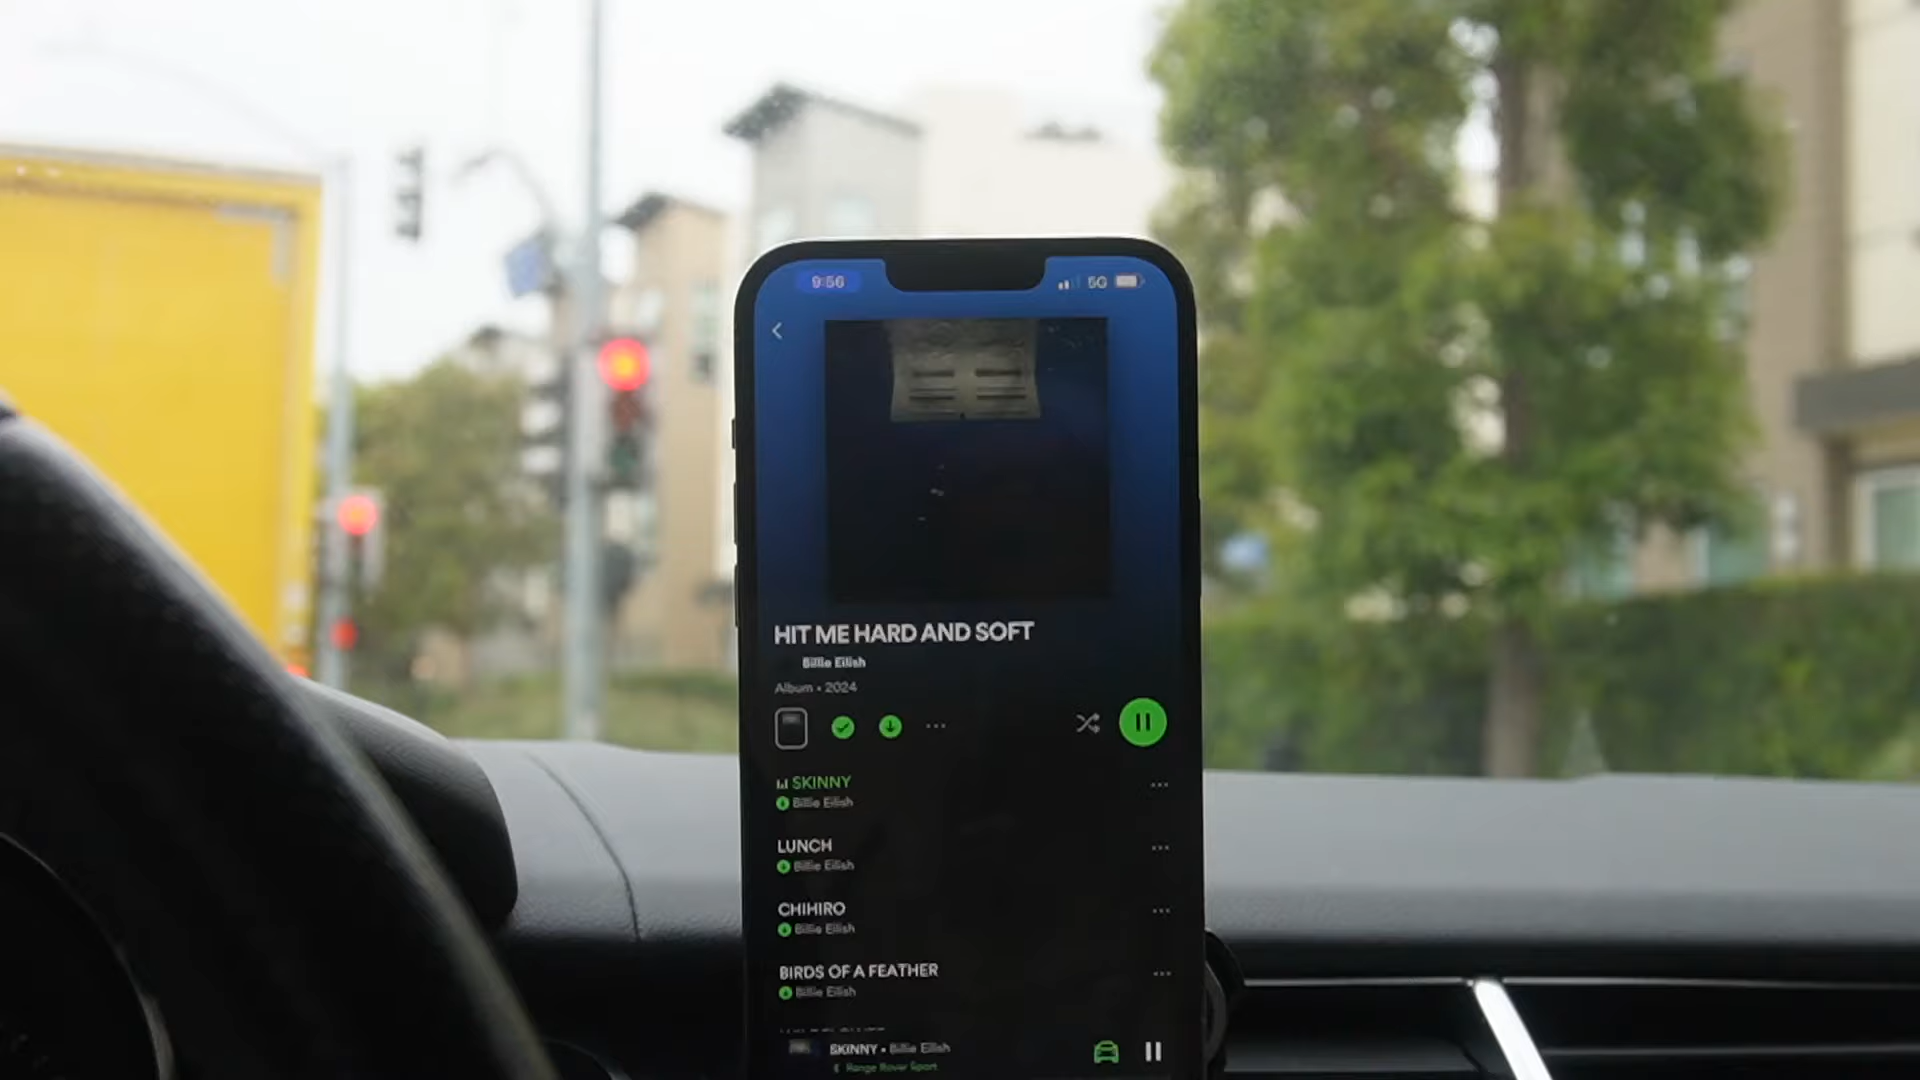 9:56
5G
HIT ME HARD AND SOFT
Billie Eilish
Album • 2024
SKINNY
Billie Eilish
LUNCH
Billie Eilish
CHIHIRO
Billie Eilish
BIRDS OF A FEATHER
Billie Eilish
SKINNY • Billie Eilish
Range Rover Sport